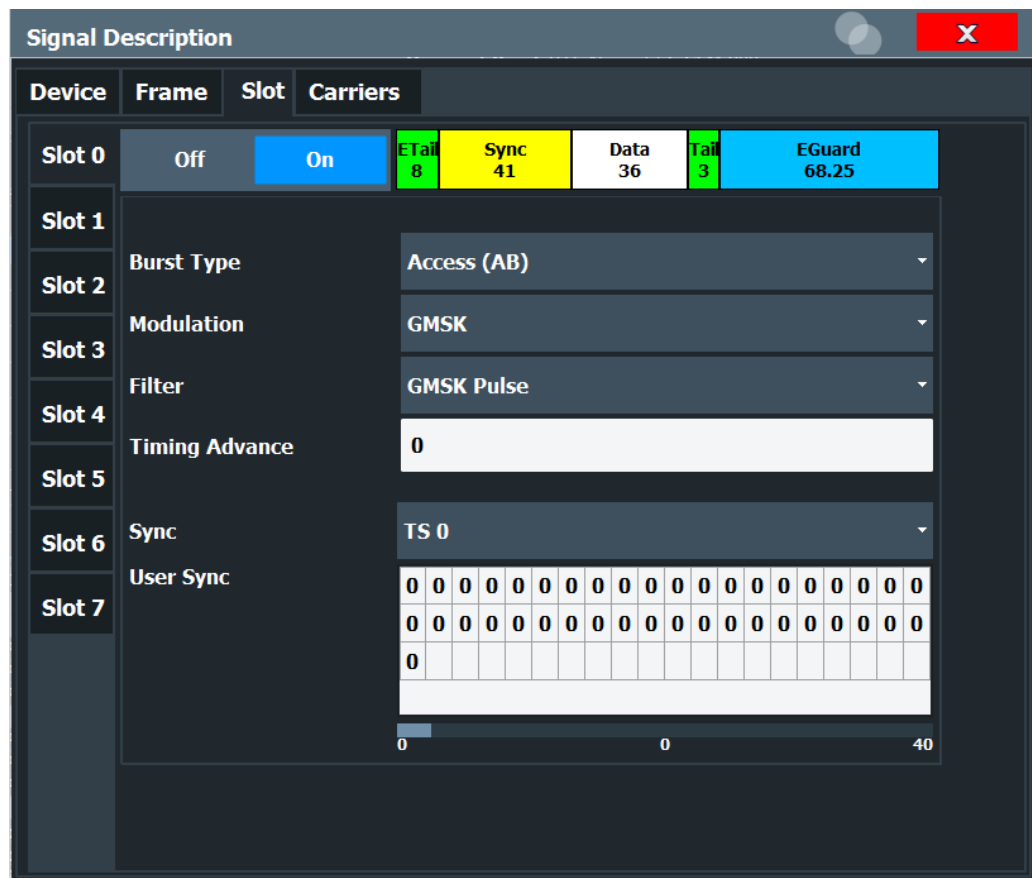 Signal Description
X
Device Frame Slot Carriers
Slot 0
Off On
ETail Sync Data Tail EGuard
8 41 36 3 68.25
Slot 1
Burst Type Access (AB)
Slot 2
Modulation GMSK
Slot 3
Filter GMSK Pulse
Slot 4
Timing Advance 0
Slot 5
Sync TS 0
Slot 6
User Sync
0 0 0 0 0 0 0 0 0 0 0 0 0 0 0 0 0 0 0 0
Slot 7
0 0 0 0 0 0 0 0 0 0 0 0 0 0 0 0 0 0 0 0
0
0 0 40